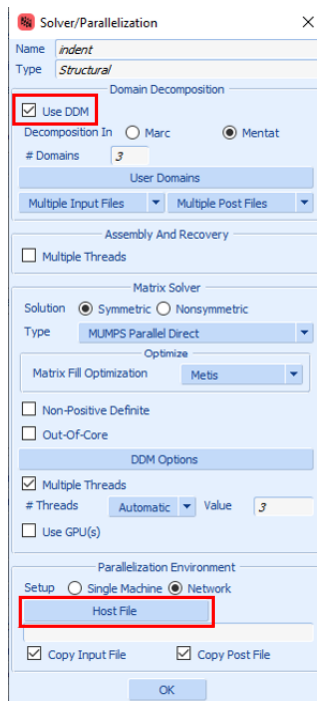 Solver/Parallelization
Name indent
Type Structural
Domain Decomposition
Use DDM
Decomposition In Marc Mentat
# Domains 3
User Domains
Multiple Input Files Multiple Post Files
Assembly And Recovery
Multiple Threads
Matrix Solver
Solution Symmetric Nonsymmetric
Type MUMPS Parallel Direct
Optimize
Matrix Fill Optimization Metis
Non-Positive Definite
Out-Of-Core
DDM Options
Multiple Threads
# Threads Automatic Value 3
Use GPU(s)
Parallelization Environment
Setup Single Machine Network
Host File
Copy Input File Copy Post File
OK